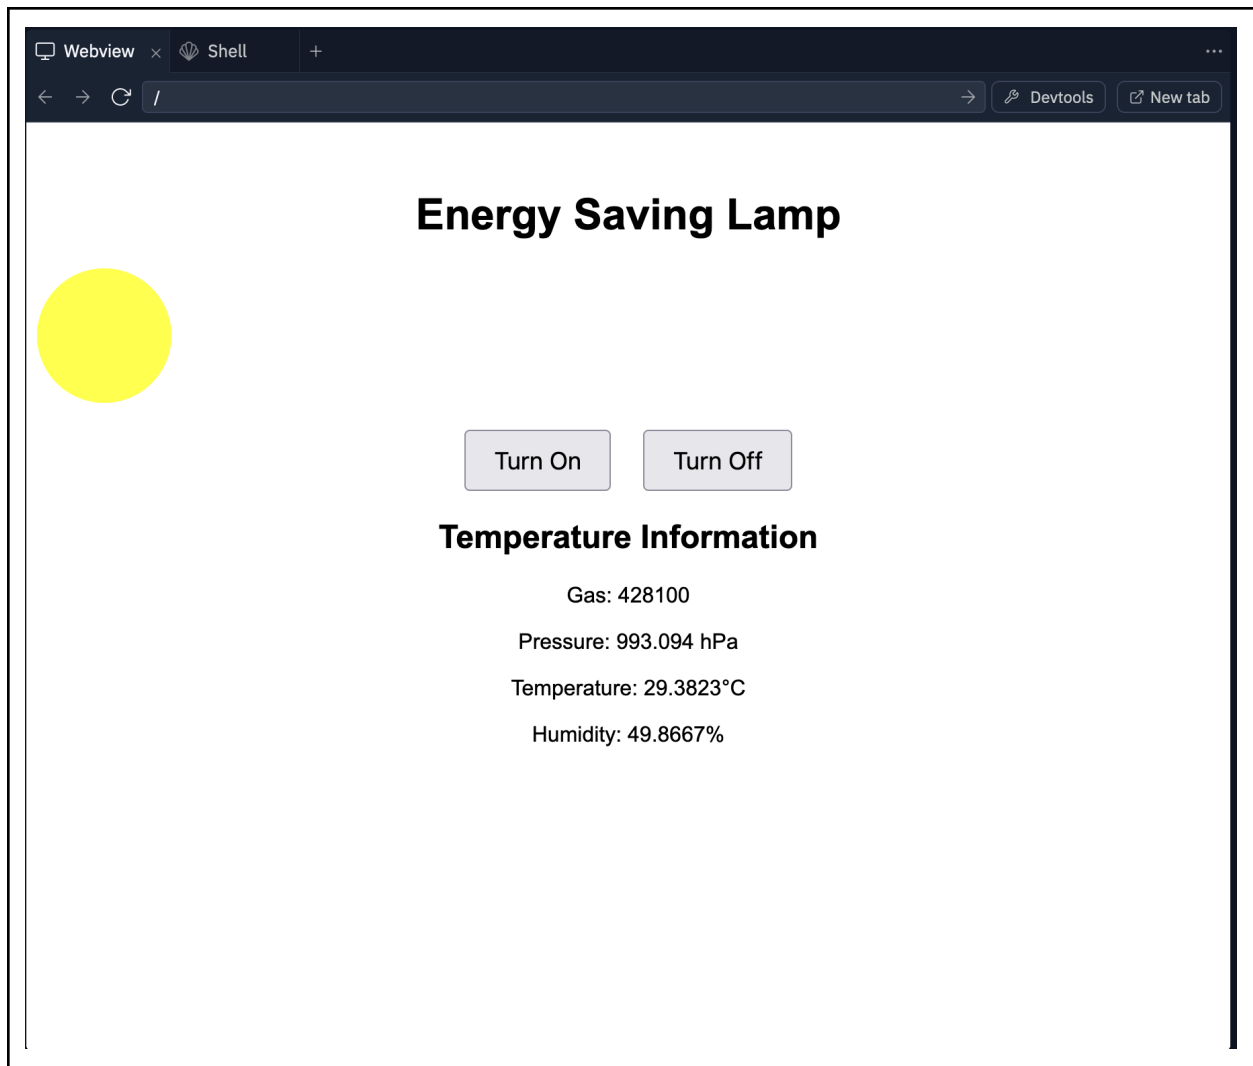 Webview
Shell
/
Devtools
New tab
Energy Saving Lamp
Turn On
Turn Off
Temperature Information
Gas: 428100
Pressure: 993.094 hPa
Temperature: 29.3823°C
Humidity: 49.8667%